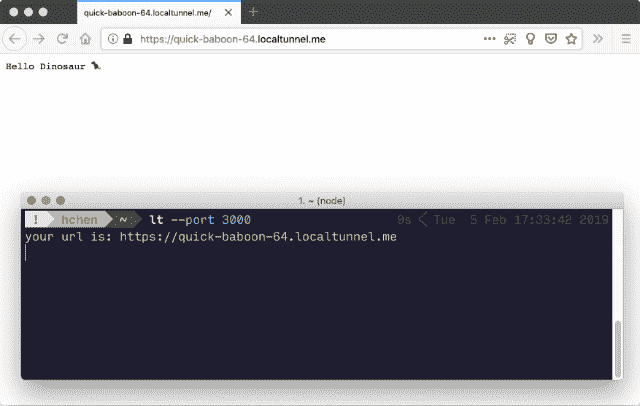 quick-baboon-64.localtunnel.me/
https://quick-baboon-64.localtunnel.me
Hello Dinosaur 🦖
1. ~ (node)
! hchen ~ lt --port 3000 9s < Tue 5 Feb 17:33:42 2019
your url is: https://quick-baboon-64.localtunnel.me